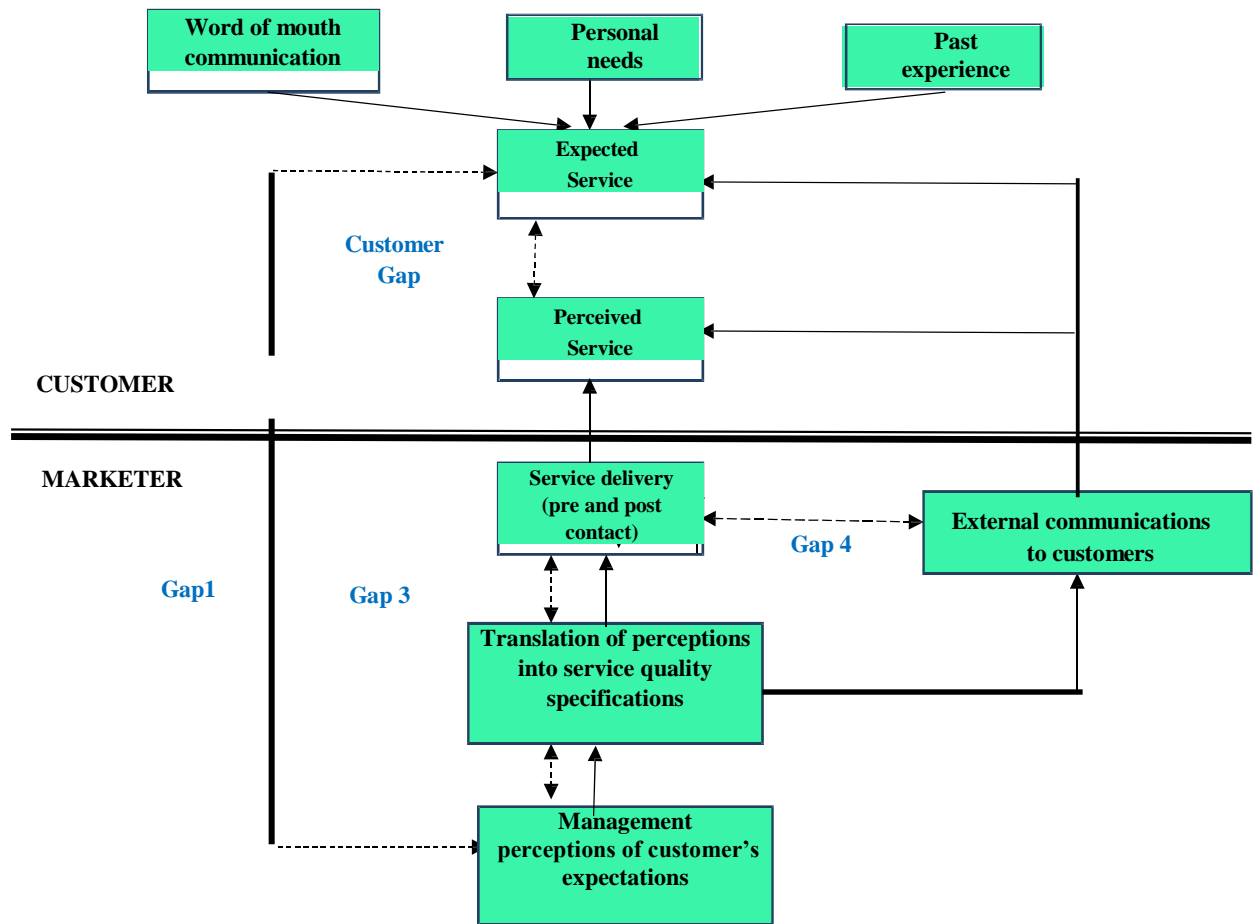 Word of mouth
communication
Personal
needs
Past
experience
Expected
Service
Customer
Gap
Perceived
Service
CUSTOMER
MARKETER
Service delivery
(pre and post
contact)
Gap 4
External communications
to customers
Gap1
Gap 3
Translation of perceptions
into service quality
specifications
Management
perceptions of customer’s
expectations